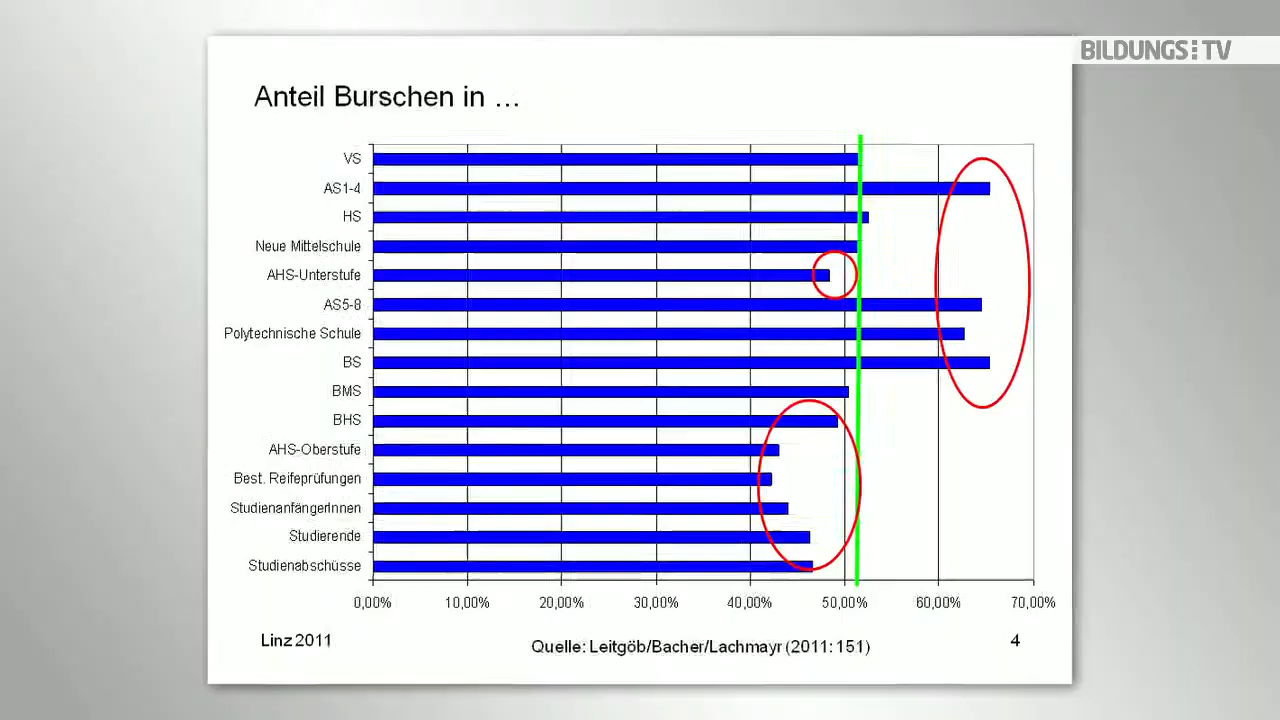 BILDUNGS:TV
Anteil Burschen in ...
VS
AS1-4
HS
Neue Mittelschule
AHS-Unterstufe
AS5-8
Polytechnische Schule
BS
BMS
BHS
AHS-Oberstufe
Best. Reifeprüfungen
StudienanfängerInnen
Studierende
Studienabschüsse
0,00% 10,00% 20,00% 30,00% 40,00% 50,00% 60,00% 70,00%
Linz 2011
Quelle: Leitgöb/Bacher/Lachmayr (2011: 151)
4